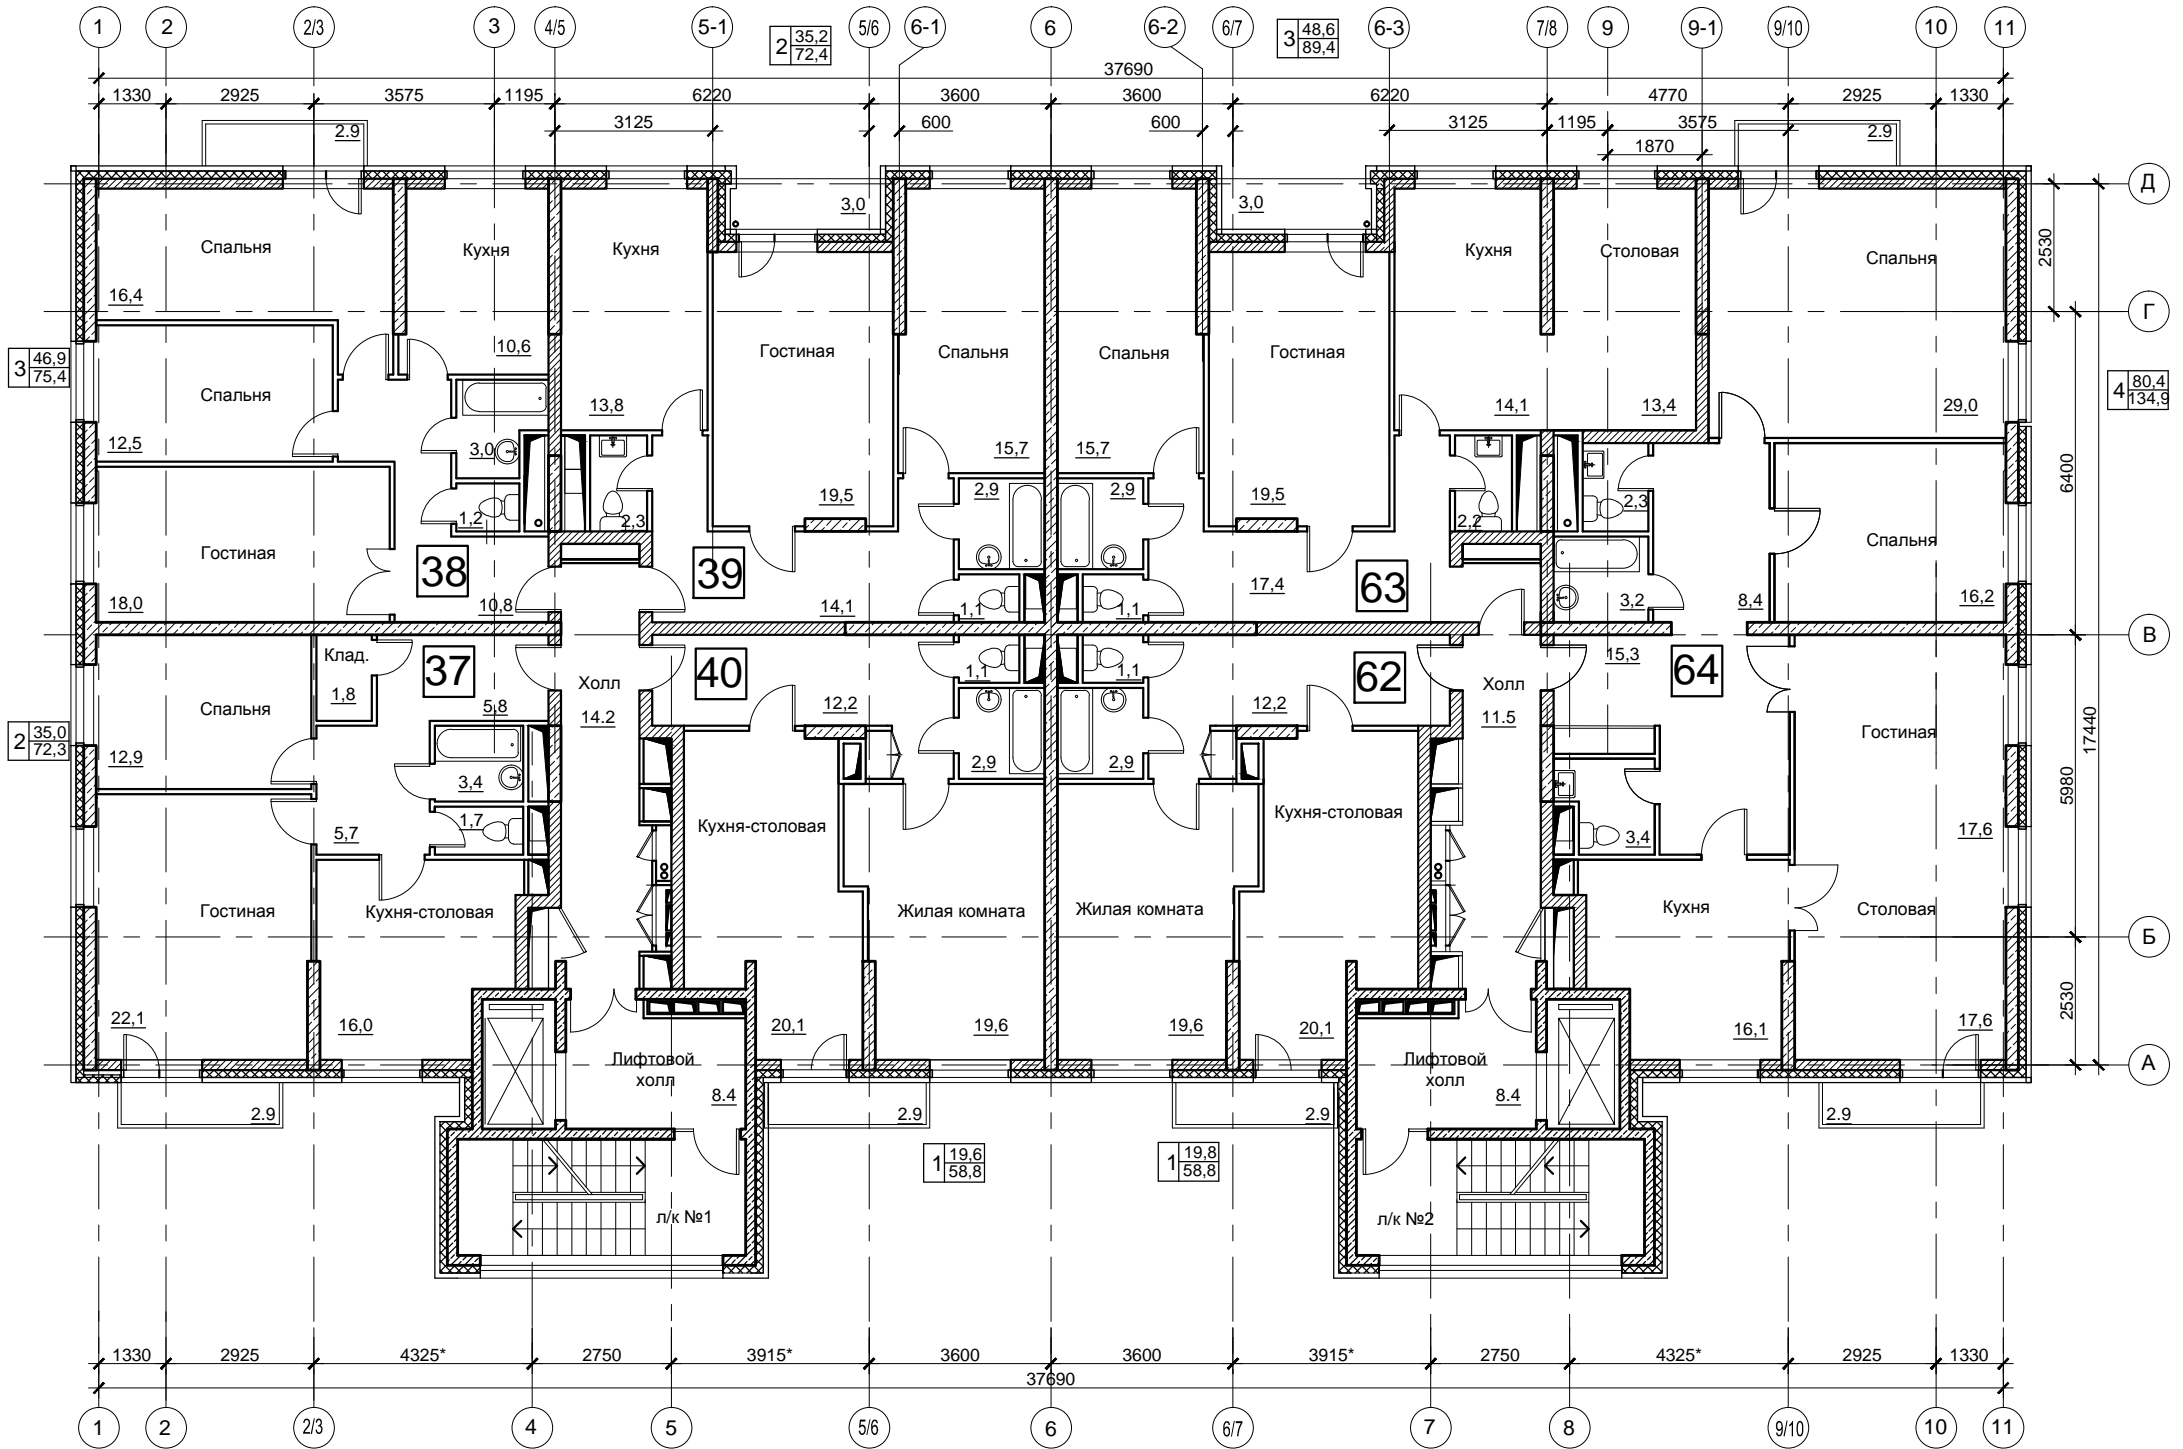 1 2 2/3 3 4/5 5-1 5/6 6-1 6 6-2 6/7 6-3 7/8 9 9-1 9/10 10 11
2 35,2
72,4
3 48,6
89,4
37690
1330 2925 3575 1195 6220 3600 3600 6220 4770 2925 1330
3125 600 600 3125 1195 3575
1870
2.9 2.9
Д
3,0 3,0
2530
Спальня Кухня Кухня Кухня Столовая Спальня
16,4
Г
10,6
Гостиная Спальня Спальня Гостиная
3 46,9
75,4
4 80,4
134,9
Спальня
13,8 14,1 13,4 29,0
12,5 3,0 15,7 15,7
6400
19,5 2,9 2,9 19,5
1,2 2,3 2,2 2,3
Гостиная Спальня
38 39 63
17,4
18,0 10,8 14,1 1,1 1,1 3,2 8,4 16,2
В
Клад. 37 40 62 15,3 64
1,1 1,1
Холл Холл
1,8
Спальня 5,8 14.2 12,2 12,2 11.5
Гостиная
17440
2 35,0
72,3
12,9 3,4 2,9 2,9
5980
1,7 Кухня-столовая Кухня-столовая
5,7 3,4 17,6
Гостиная Кухня-столовая Жилая комната Жилая комната Кухня Столовая
Б
2530
22,1 16,0 20,1 19,6 19,6 20,1 16,1 17,6
Лифтовой
холл
Лифтовой
холл
А
8.4 8.4
2.9 2.9 2.9 2.9
1 19,6
58,8
1 19,8
58,8
л/к №1 л/к №2
1330 2925 4325* 2750 3915* 3600 3600 3915* 2750 4325* 2925 1330
37690
1 2 2/3 4 5 5/6 6 6/7 7 8 9/10 10 11